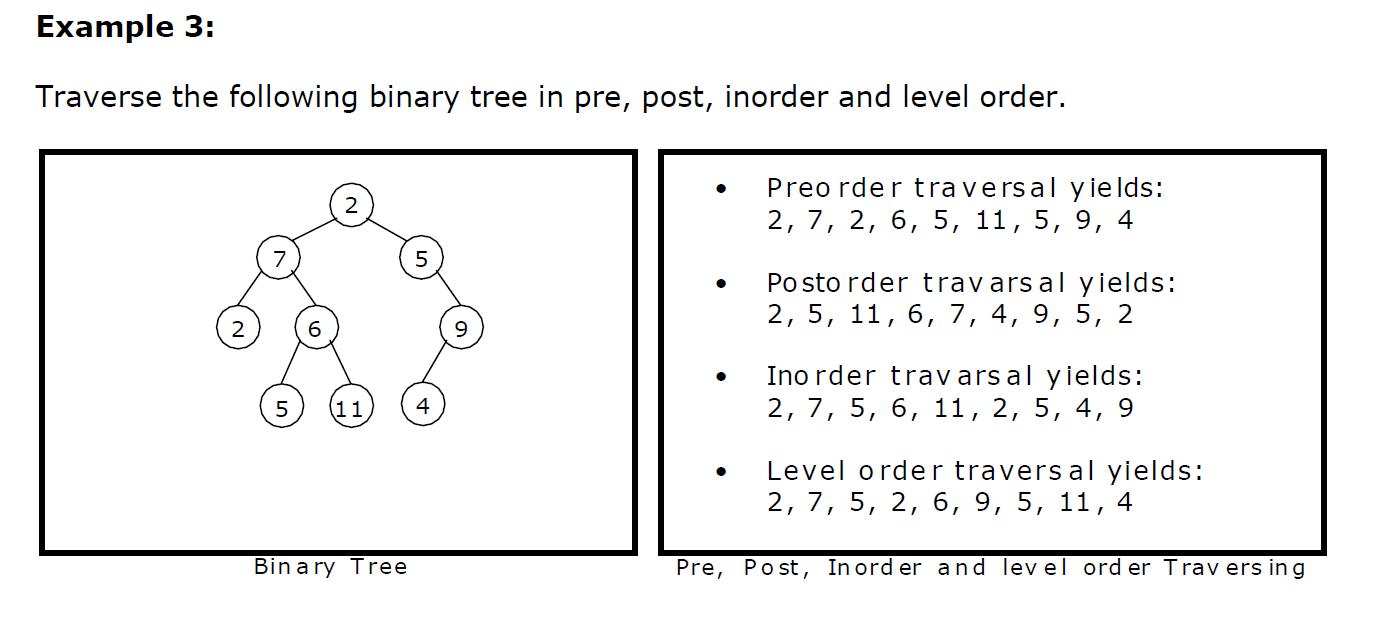 Example 3:
Traverse the following binary tree in pre, post, inorder and level order.
2
7 5
2 6 9
5 11 4
• Preorder traversal yields:
2, 7, 2, 6, 5, 11, 5, 9, 4
• Postorder travarsal yields:
2, 5, 11, 6, 7, 4, 9, 5, 2
• Inorder travarsal yields:
2, 7, 5, 6, 11, 2, 5, 4, 9
• Level order traversal yields:
2, 7, 5, 2, 6, 9, 5, 11, 4
Binary Tree
Pre, Post, Inorder and level order Traversing